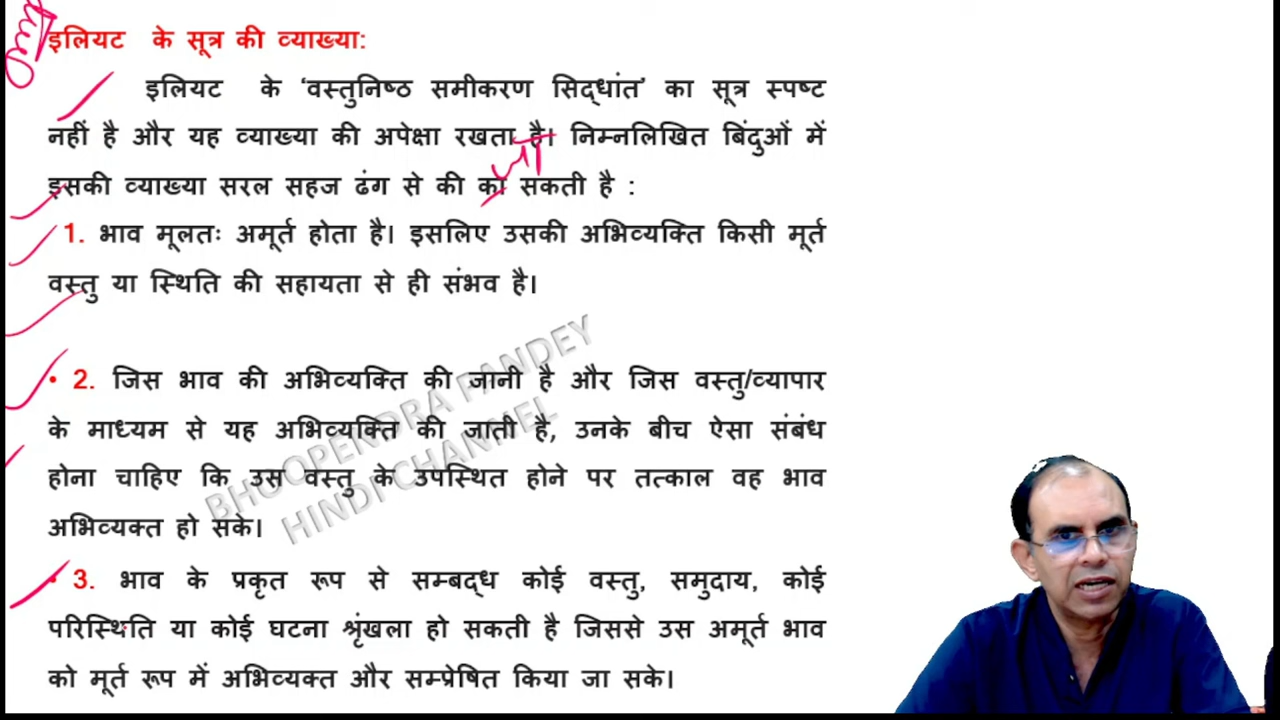 इलियट के सूत्र की व्याख्या:
इलियट के ‘वस्तुनिष्ठ समीकरण सिद्धांत’ का सूत्र स्पष्ट
नहीं है और यह व्याख्या की अपेक्षा रखता है। निम्नलिखित बिंदुओं में
जा
इसकी व्याख्या सरल सहज ढंग से की का सकती है :
1. भाव मूलतः अमूर्त होता है। इसलिए उसकी अभिव्यक्ति किसी मूर्त
वस्तु या स्थिति की सहायता से ही संभव है।
• 2. जिस भाव की अभिव्यक्ति की जानी है और जिस वस्तु/व्यापार
के माध्यम से यह अभिव्यक्ति की जाती है, उनके बीच ऐसा संबंध
होना चाहिए कि उस वस्तु के उपस्थित होने पर तत्काल वह भाव
अभिव्यक्त हो सके।
• 3. भाव के प्रकृत रूप से सम्बद्ध कोई वस्तु, समुदाय, कोई
परिस्थिति या कोई घटना श्रृंखला हो सकती है जिससे उस अमूर्त भाव
को मूर्त रूप में अभिव्यक्त और सम्प्रेषित किया जा सके।
BHOOPENDRA PANDEY
HINDI CHANNEL